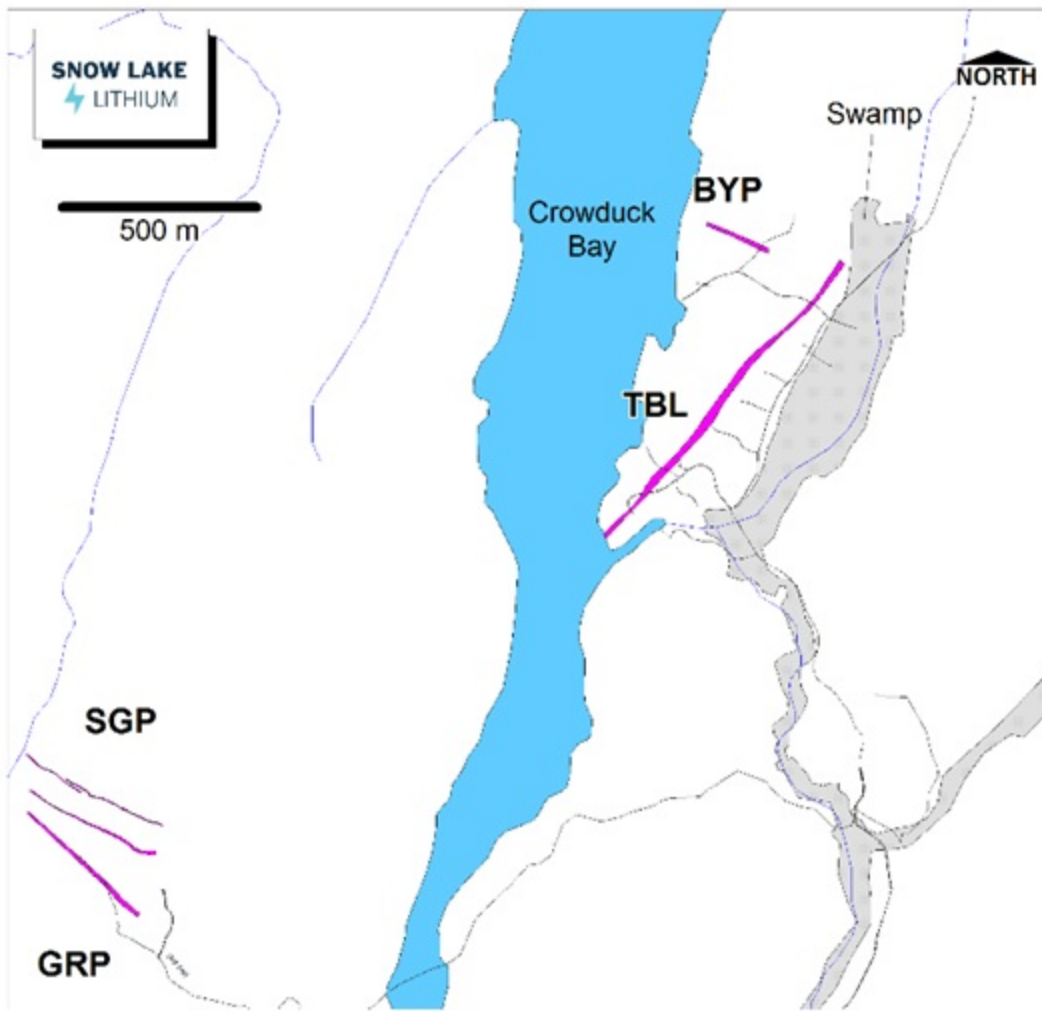 SNOW LAKE
LITHIUM
NORTH
Swamp
500 m
BYP
Crowduck
Bay
TBL
SGP
GRP